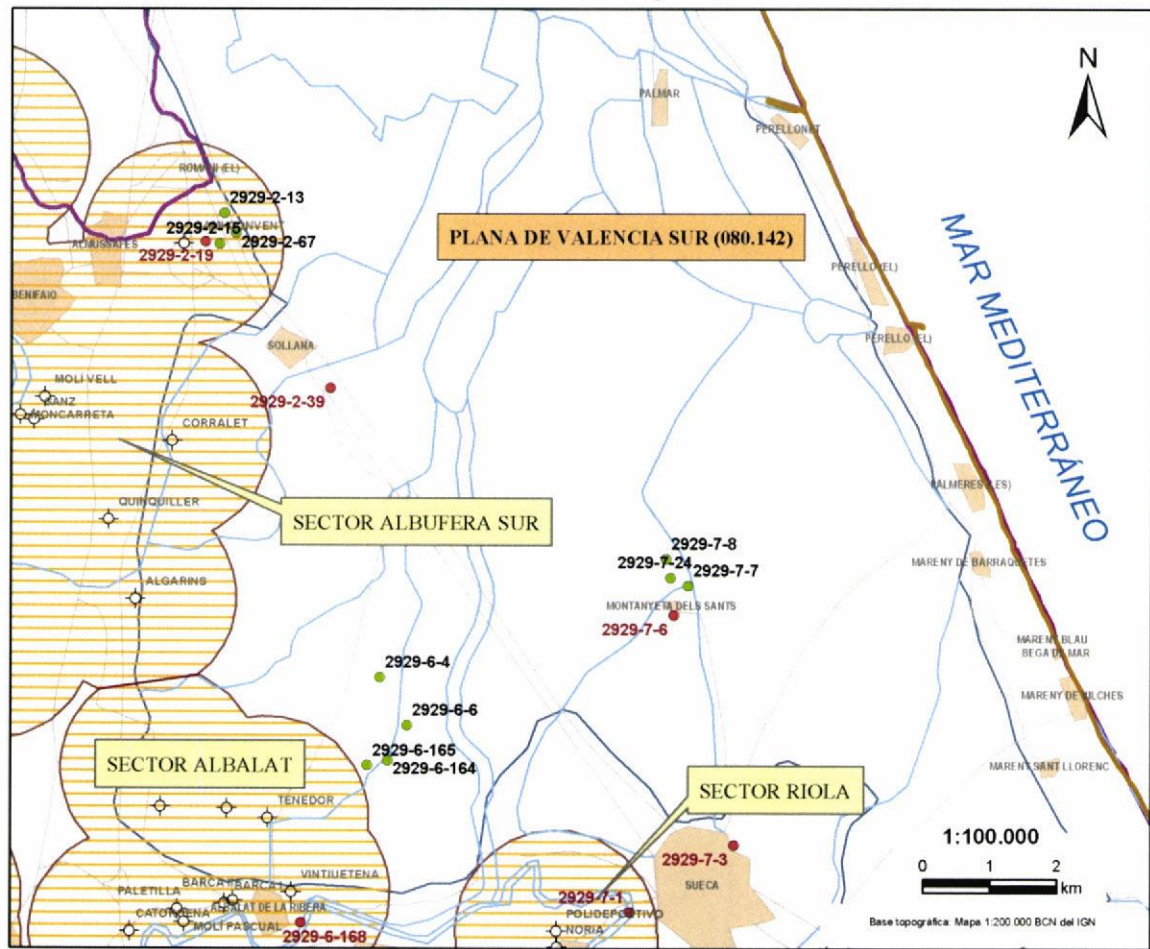 N
PALMAR
PERELLONET
ROMANI (EL)
2929-2-13
2929-2-15
2929-2-67
2929-2-19
ALMUSSAFES
BENIFAIO
PLANA DE VALENCIA SUR (080.142)
MAR MEDITERRÁNEO
PERELLO (EL)
PERELLO (EL)
SOLLANA
2929-2-39
MOLÍ VELL
MONCARRETA
CORRALET
QUINQUILLER
SECTOR ALBUFERA SUR
ALGARINS
PALMERES (LES)
MARENY DE BARRAQUETES
2929-7-8
2929-7-24
2929-7-7
MONTANYETA DELS SANTS
2929-7-6
MARENY BLAU
BEGA DE MAR
MARENY DE VILCHES
2929-6-4
2929-6-6
2929-6-165
2929-6-164
SECTOR ALBALAT
SECTOR RIOLA
MARENY SANT LLORENÇ
TENEDOR
VINTIUETENA
PALETILLA
ALBALAT DE LA RIBERA
MOLÍ PASCUAL
2929-6-168
2929-7-1
POLIDEPORTIVO
NORIA
2929-7-3
SUECA
1:100.000
0 1 2
km
Base topográfica: Mapa 1:200.000 BCN del IGN